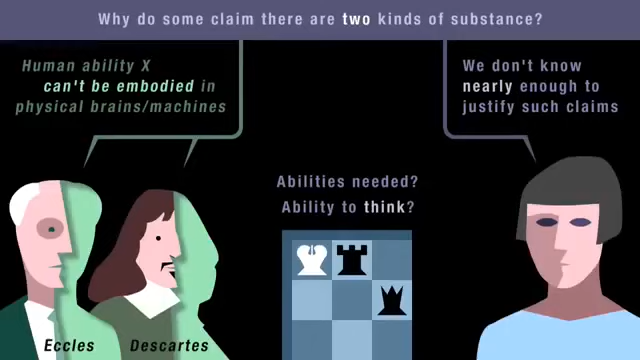 Why do some claim there are two kinds of substance?
Human ability X
can't be embodied in
physical brains/machines
We don't know
nearly enough to
justify such claims
Abilities needed?
Ability to think?
Eccles
Descartes